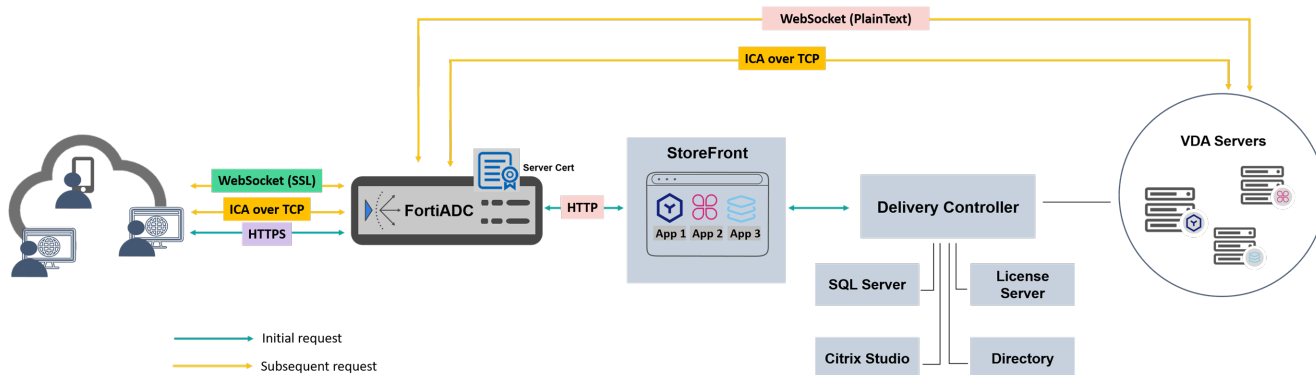 WebSocket (PlainText)
ICA over TCP
VDA Servers
StoreFront
Server Cert
WebSocket (SSL)
ICA over TCP
HTTPS
FortiADC
HTTP
App 1
App 2
App 3
Delivery Controller
SQL Server
License
Server
Citrix Studio
Directory
Initial request
Subsequent request